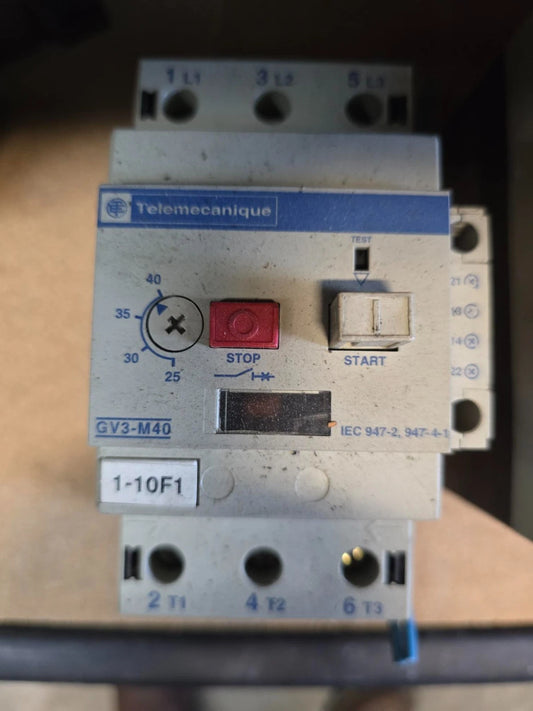 1 L1 3 L2 5 L3
Telemecanique
TEST
40
35
30
25
STOP
START
21
13
14
22
GV3-M40
IEC 947-2, 947-4-1
1-10F1
2 T1 4 T2 6 T3